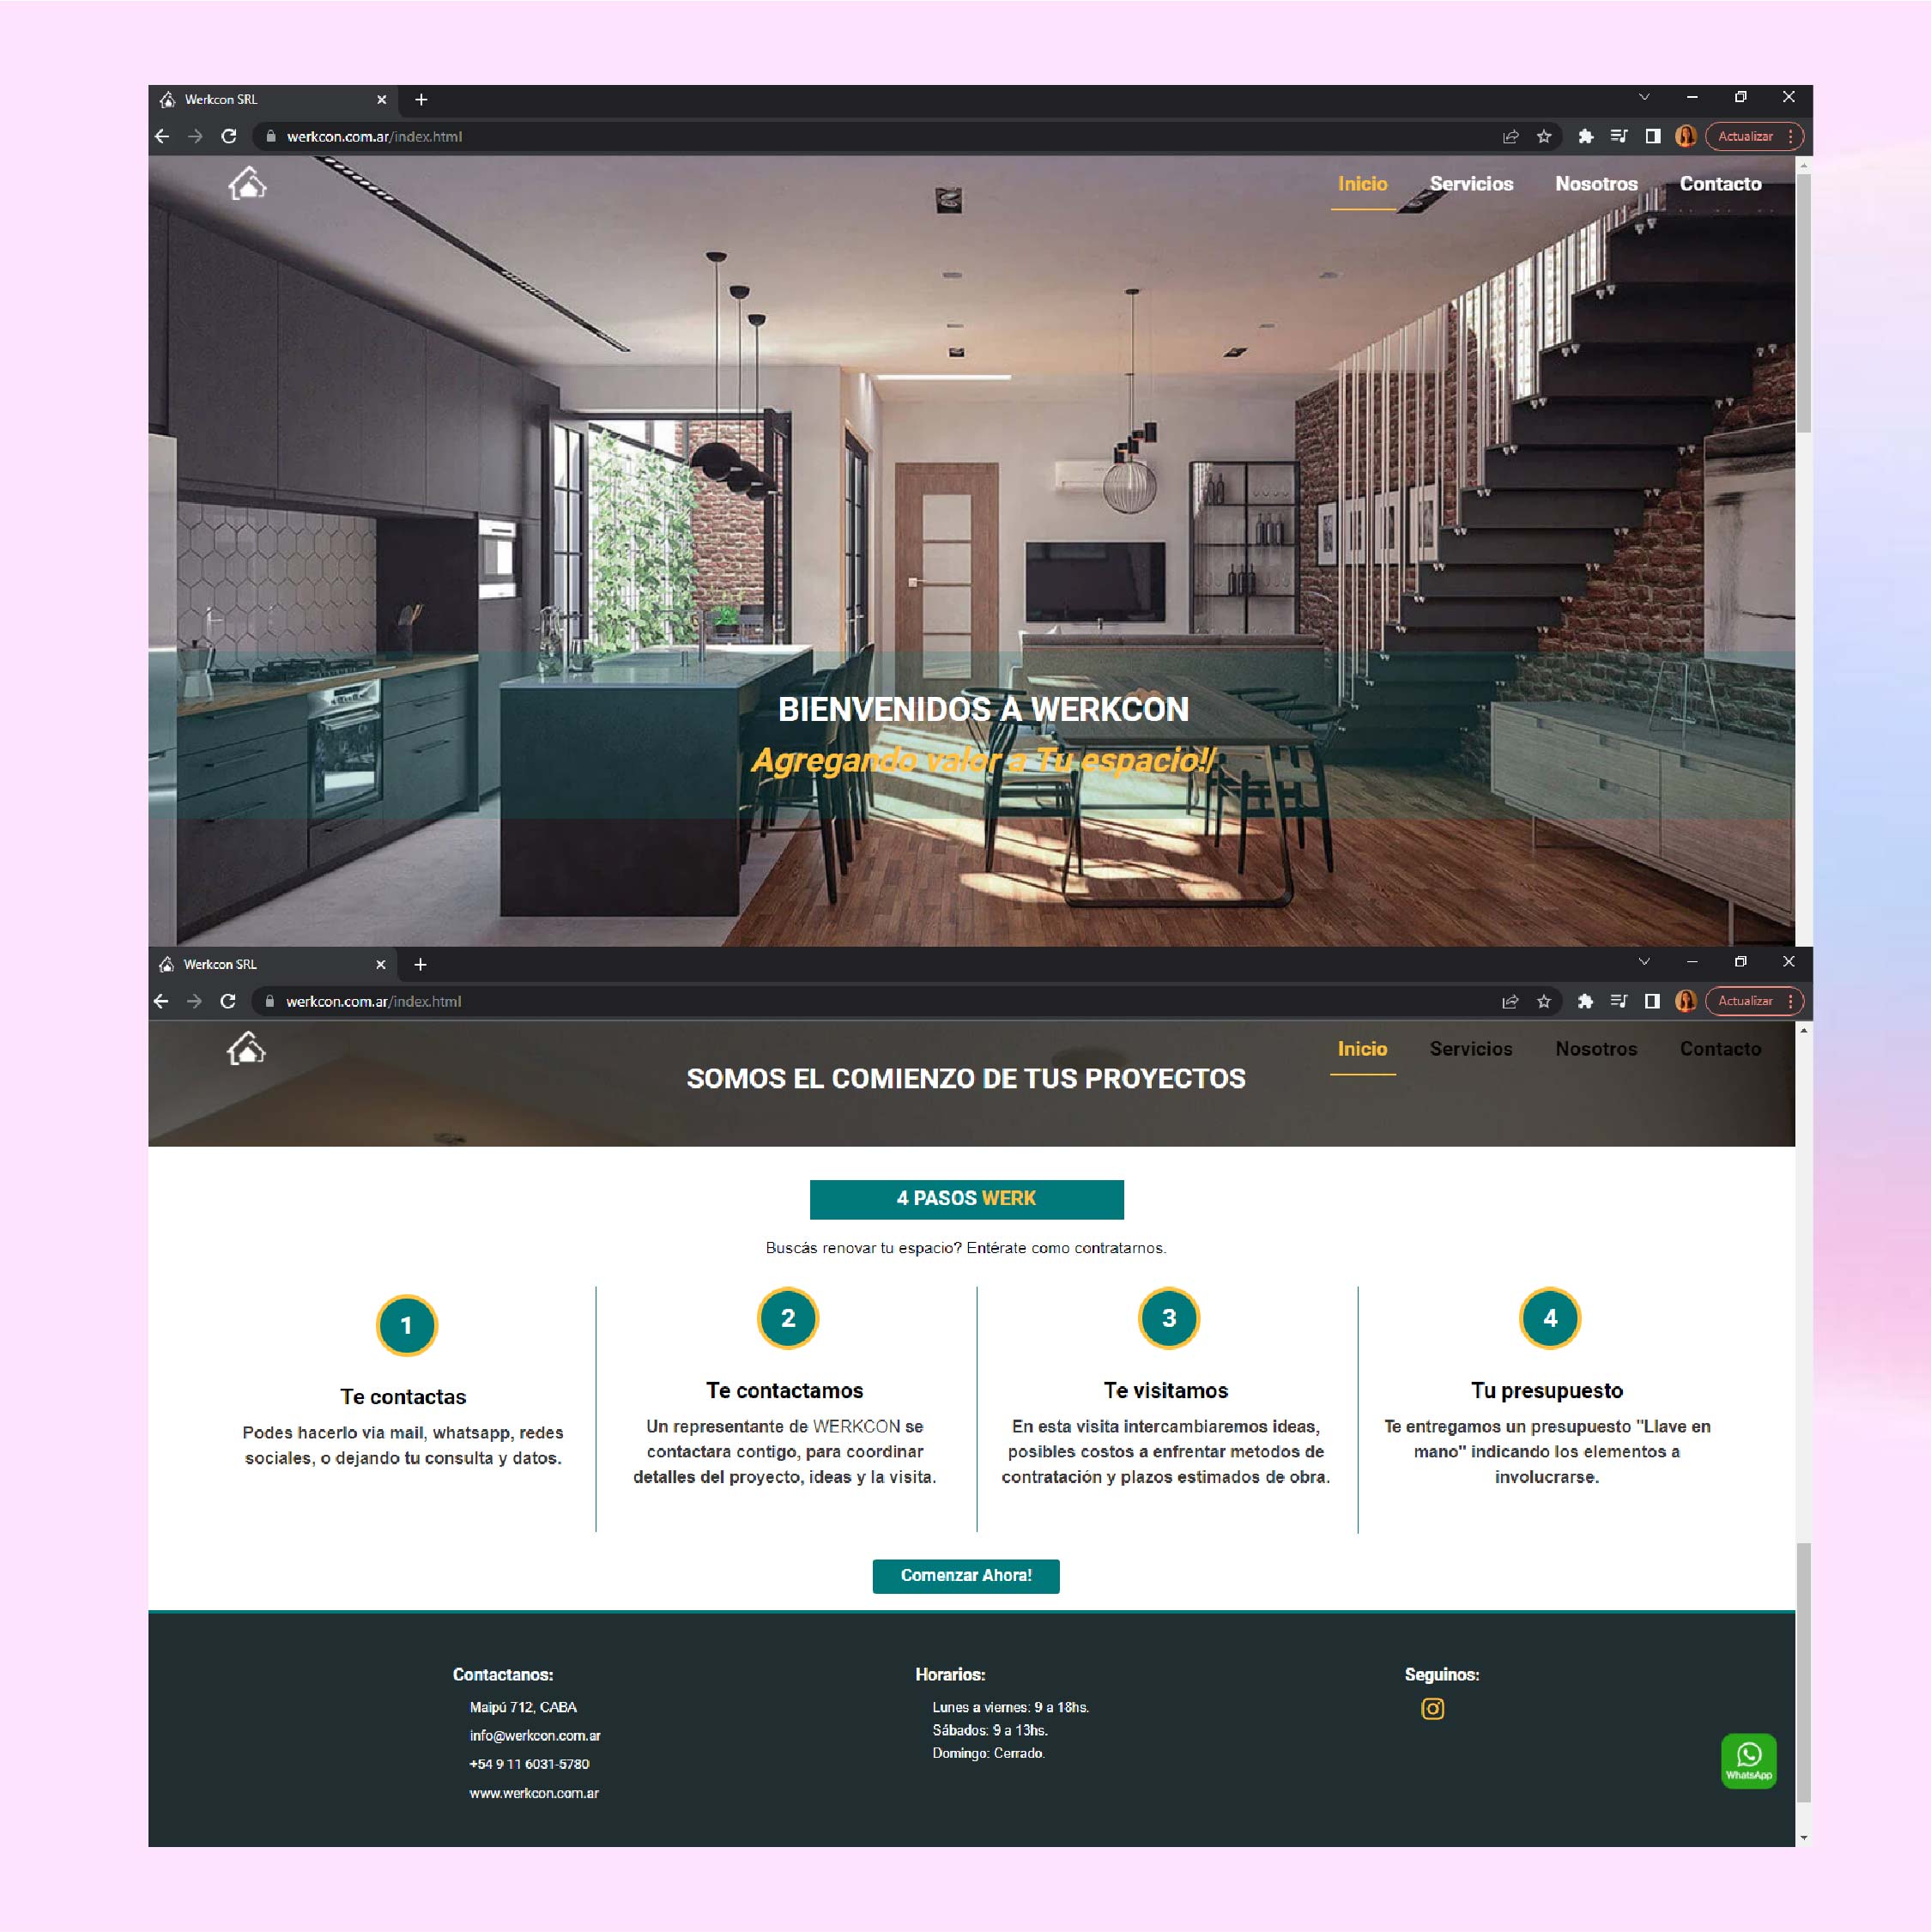 Werkcon SRL
werkcon.com.ar/index.html
Actualizar
Inicio Servicios Nosotros Contacto
BIENVENIDOS A WERKCON
Agregando valor a Tu espacio!/
Werkcon SRL
werkcon.com.ar/index.html
Actualizar
Inicio Servicios Nosotros Contacto
SOMOS EL COMIENZO DE TUS PROYECTOS
4 PASOS WERK
Buscás renovar tu espacio? Entérate como contratarnos.
1
Te contactas
Podes hacerlo via mail, whatsapp, redes
sociales, o dejando tu consulta y datos.
2
Te contactamos
Un representante de WERKCON se
contactara contigo, para coordinar
detalles del proyecto, ideas y la visita.
3
Te visitamos
En esta visita intercambiaremos ideas,
posibles costos a enfrentar metodos de
contratación y plazos estimados de obra.
4
Tu presupuesto
Te entregamos un presupuesto "Llave en
mano" indicando los elementos a
involucrarse.
Comenzar Ahora!
Contactanos:
Maipú 712, CABA
info@werkcon.com.ar
+54 9 11 6031-5780
www.werkcon.com.ar
Horarios:
Lunes a viernes: 9 a 18hs.
Sábados: 9 a 13hs.
Domingo: Cerrado.
Seguinos:
WhatsApp